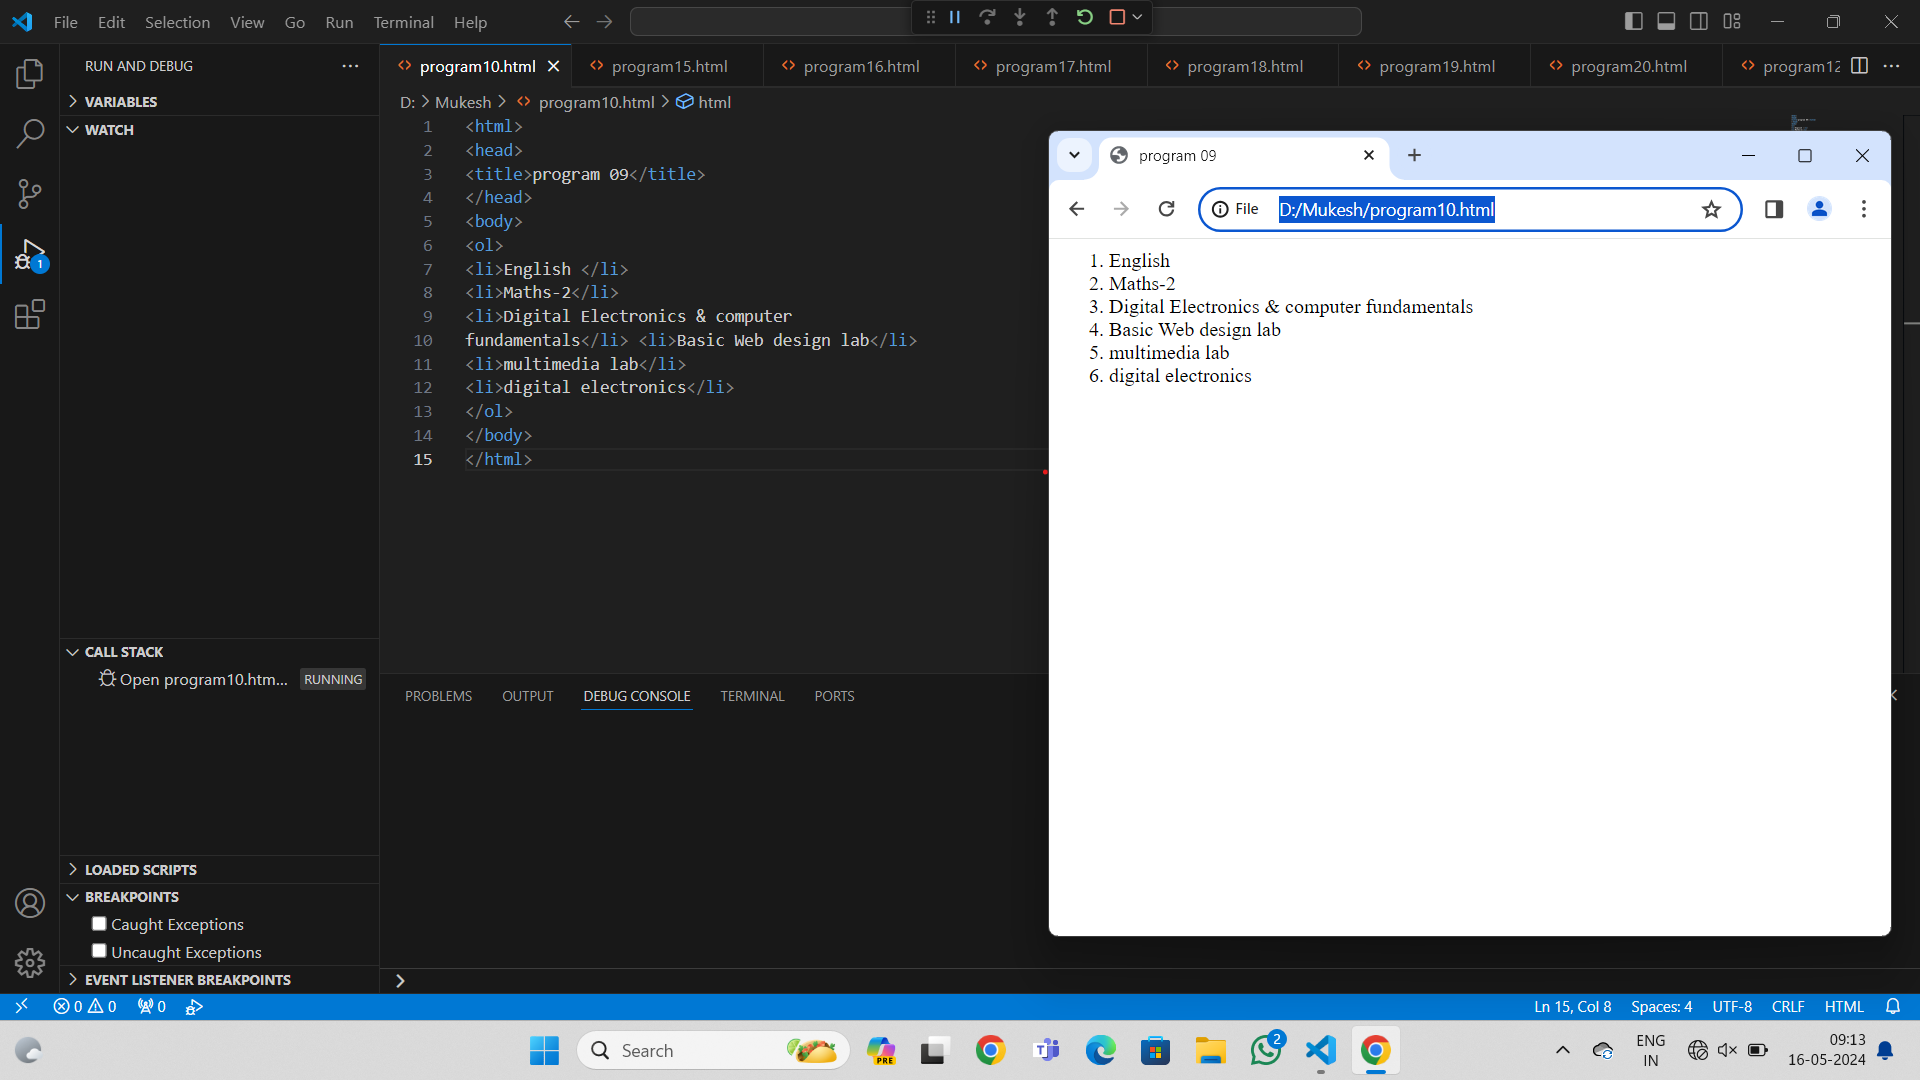 File Edit Selection View Go Run Terminal Help
RUN AND DEBUG
VARIABLES
WATCH
CALL STACK
Open program10.htm... RUNNING
LOADED SCRIPTS
BREAKPOINTS
Caught Exceptions
Uncaught Exceptions
EVENT LISTENER BREAKPOINTS
program10.html program15.html program16.html program17.html program18.html program19.html program20.html program12
D: > Mukesh > program10.html > html
1 <html>
2 <head>
3 <title>program 09</title>
4 </head>
5 <body>
6 <ol>
7 <li>English </li>
8 <li>Maths-2</li>
9 <li>Digital Electronics & computer
10 fundamentals</li> <li>Basic Web design lab</li>
11 <li>multimedia lab</li>
12 <li>digital electronics</li>
13 </ol>
14 </body>
15 </html>
program 09
File D:/Mukesh/program10.html
1. English
2. Maths-2
3. Digital Electronics & computer fundamentals
4. Basic Web design lab
5. multimedia lab
6. digital electronics
PROBLEMS OUTPUT DEBUG CONSOLE TERMINAL PORTS
1
0 0 0
Ln 15, Col 8 Spaces: 4 UTF-8 CRLF HTML
Search
PRE
2
ENG
IN
09:13
16-05-2024